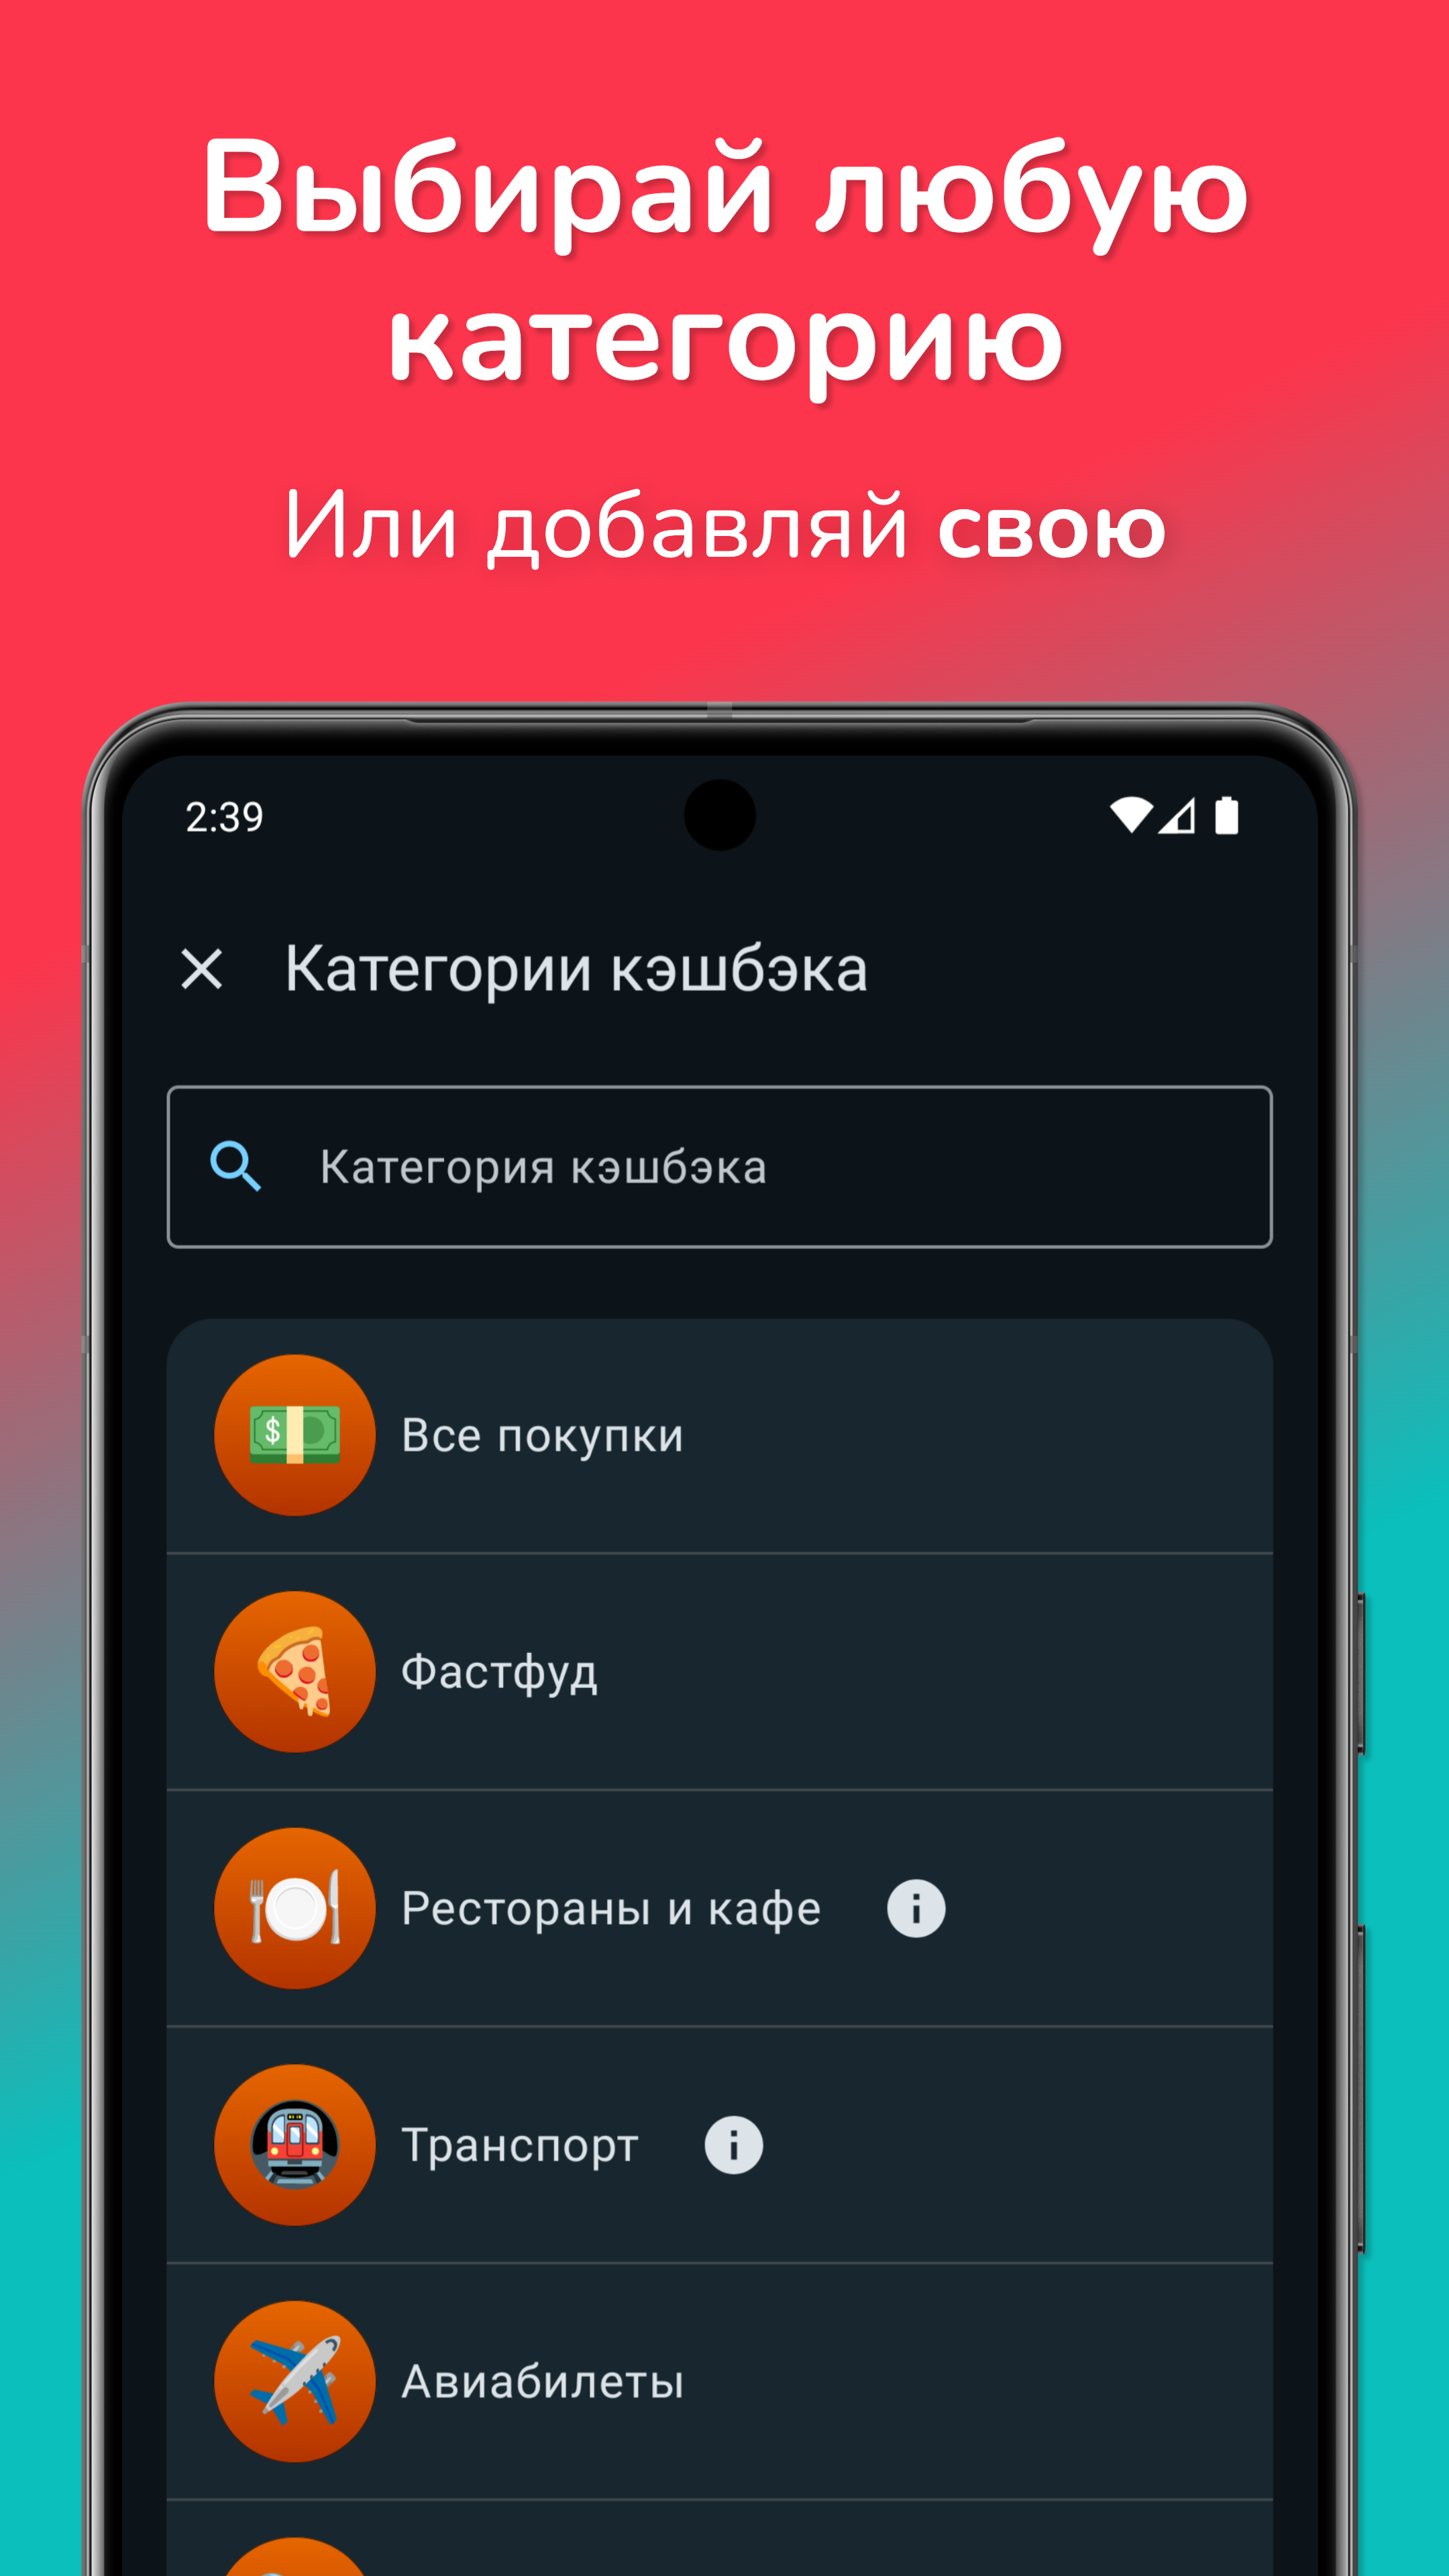 Выбирай любую
категорию
Или добавляй свою
2:39
Категории кэшбэка
Категория кэшбэка
Все покупки
Фастфуд
Рестораны и кафе
Транспорт
Авиабилеты